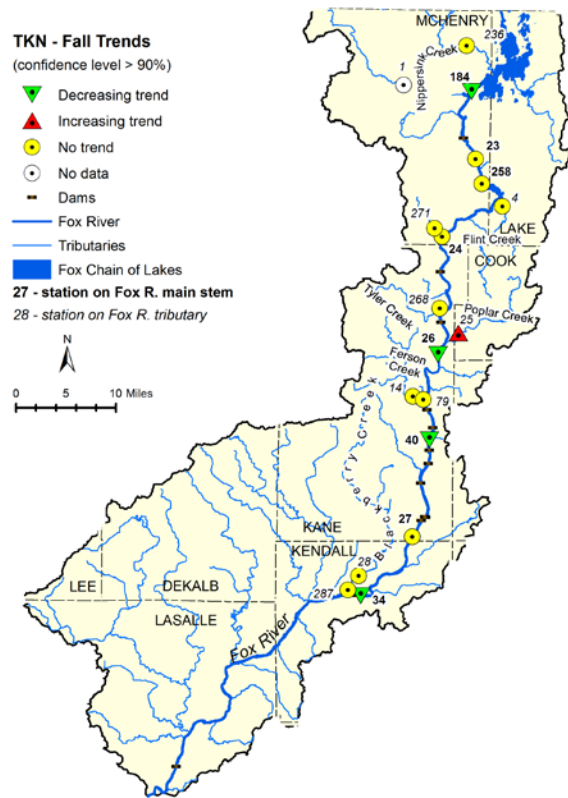 TKN - Fall Trends
(confidence level > 90%)
Decreasing trend
Increasing trend
No trend
No data
Dams
Fox River
Tributaries
Fox Chain of Lakes
27 - station on Fox R. main stem
28 - station on Fox R. tributary
N
0 5 10 Miles
MCHENRY
236
1
Nippersink Creek
184
23
258
4
271
LAKE
24
Flint Creek
COOK
268
Tyler Creek
Poplar Creek
25
26
Ferson
Creek
14
79
40
Blackberry Creek
27
KANE
KENDALL
28
LEE
DEKALB
287
34
LASALLE
Fox River